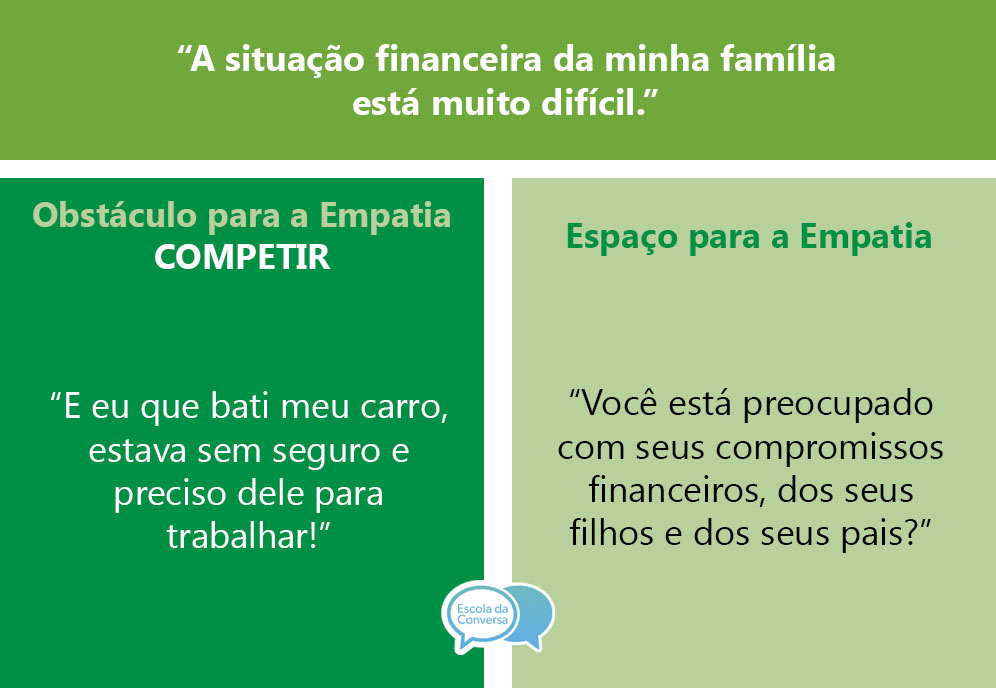 “A situação financeira da minha família
está muito difícil.”
Obstáculo para a Empatia
COMPETIR
“E eu que bati meu carro,
estava sem seguro e
preciso dele para
trabalhar!”
Espaço para a Empatia
“Você está preocupado
com seus compromissos
financeiros, dos seus
filhos e dos seus pais?”
Escola da
Conversa